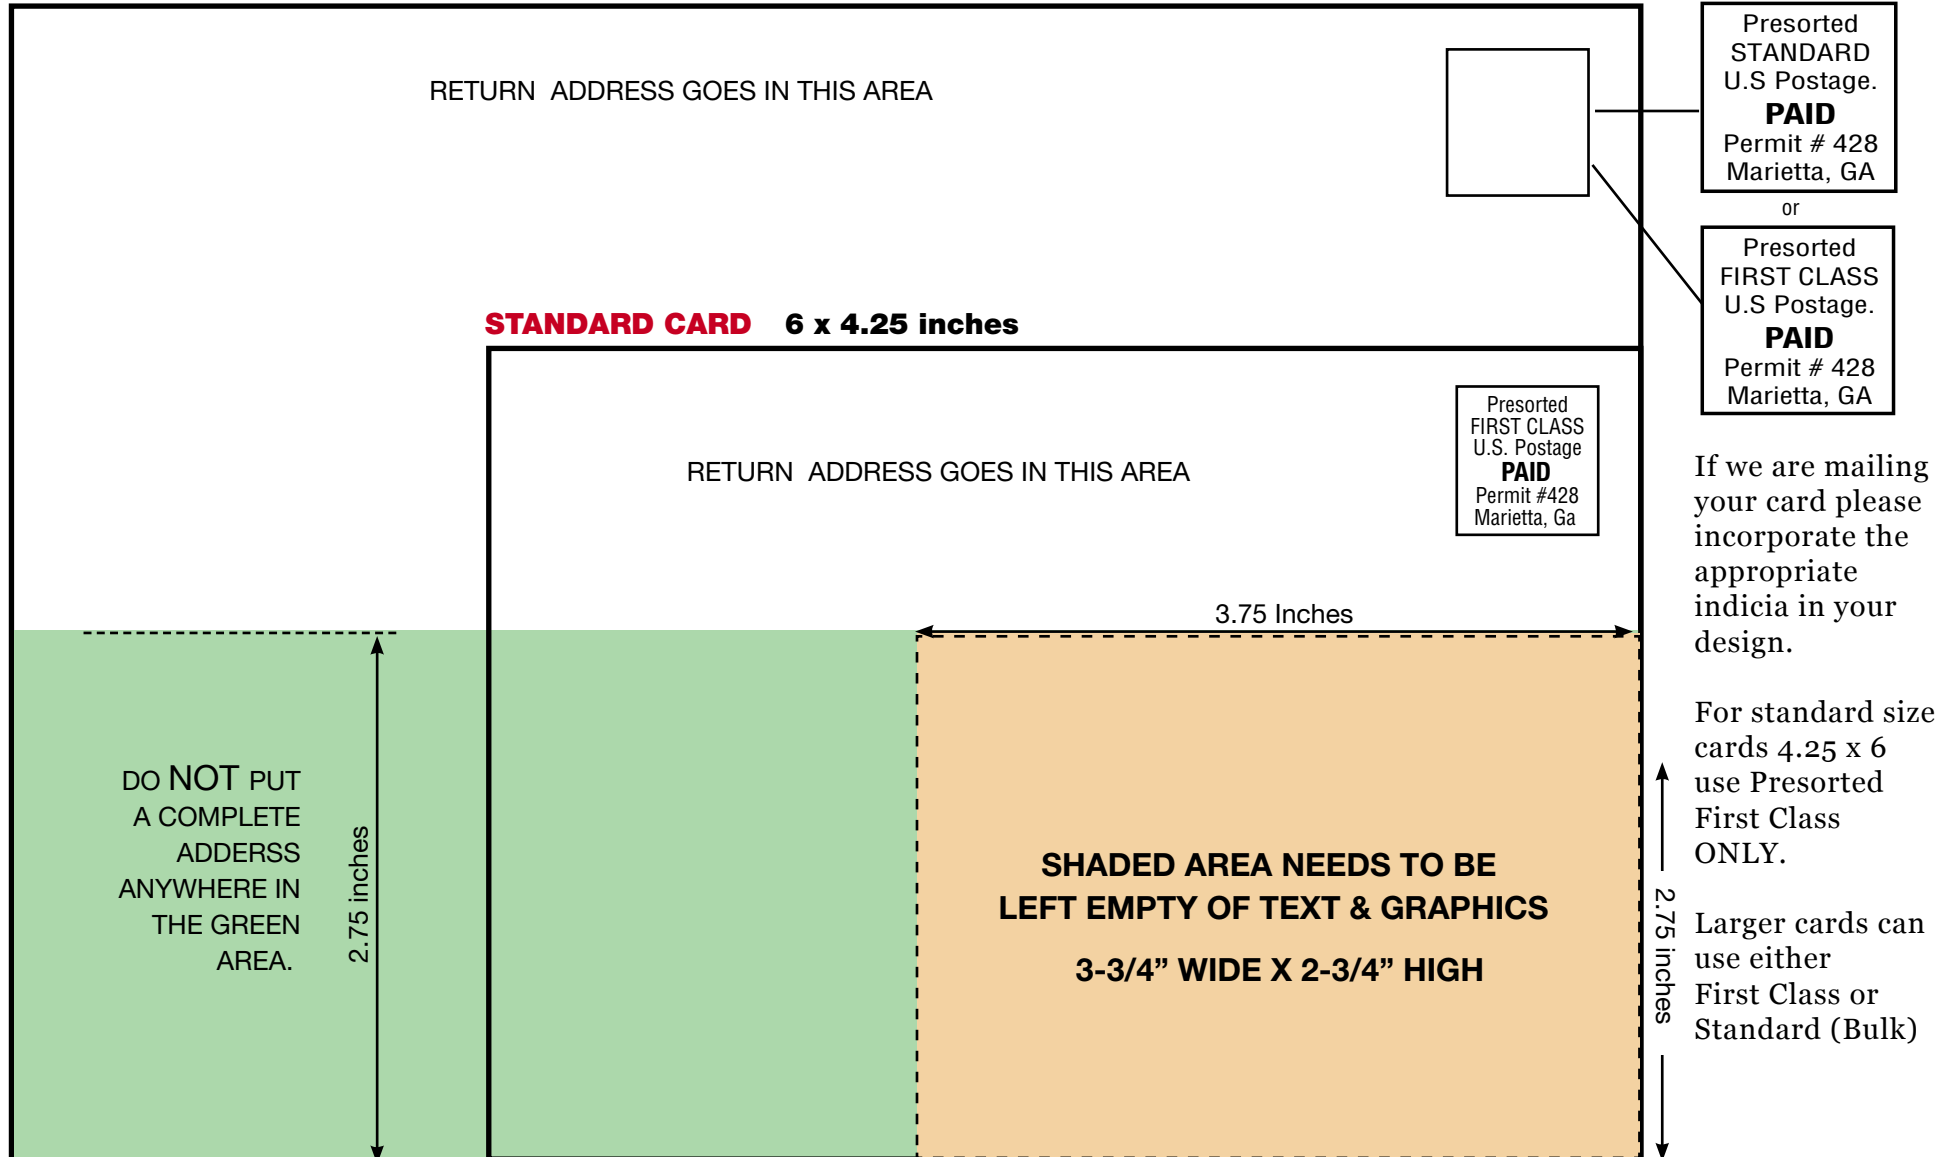 RETURN ADDRESS GOES IN THIS AREA
Presorted
STANDARD
U.S Postage.
PAID
Permit # 428
Marietta, GA
or
Presorted
FIRST CLASS
U.S Postage.
PAID
Permit # 428
Marietta, GA
STANDARD CARD 6 x 4.25 inches
RETURN ADDRESS GOES IN THIS AREA
Presorted
FIRST CLASS
U.S. Postage
PAID
Permit #428
Marietta, Ga
If we are mailing
your card please
incorporate the
appropriate
indicia in your
design.
For standard size
cards 4.25 x 6
use Presorted
First Class
ONLY.
Larger cards can
use either
First Class or
Standard (Bulk)
3.75 Inches
DO NOT PUT
A COMPLETE
ADDERSS
ANYWHERE IN
THE GREEN
AREA.
2.75 inches
SHADED AREA NEEDS TO BE
LEFT EMPTY OF TEXT & GRAPHICS
3-3/4” WIDE X 2-3/4” HIGH
2.75 inches